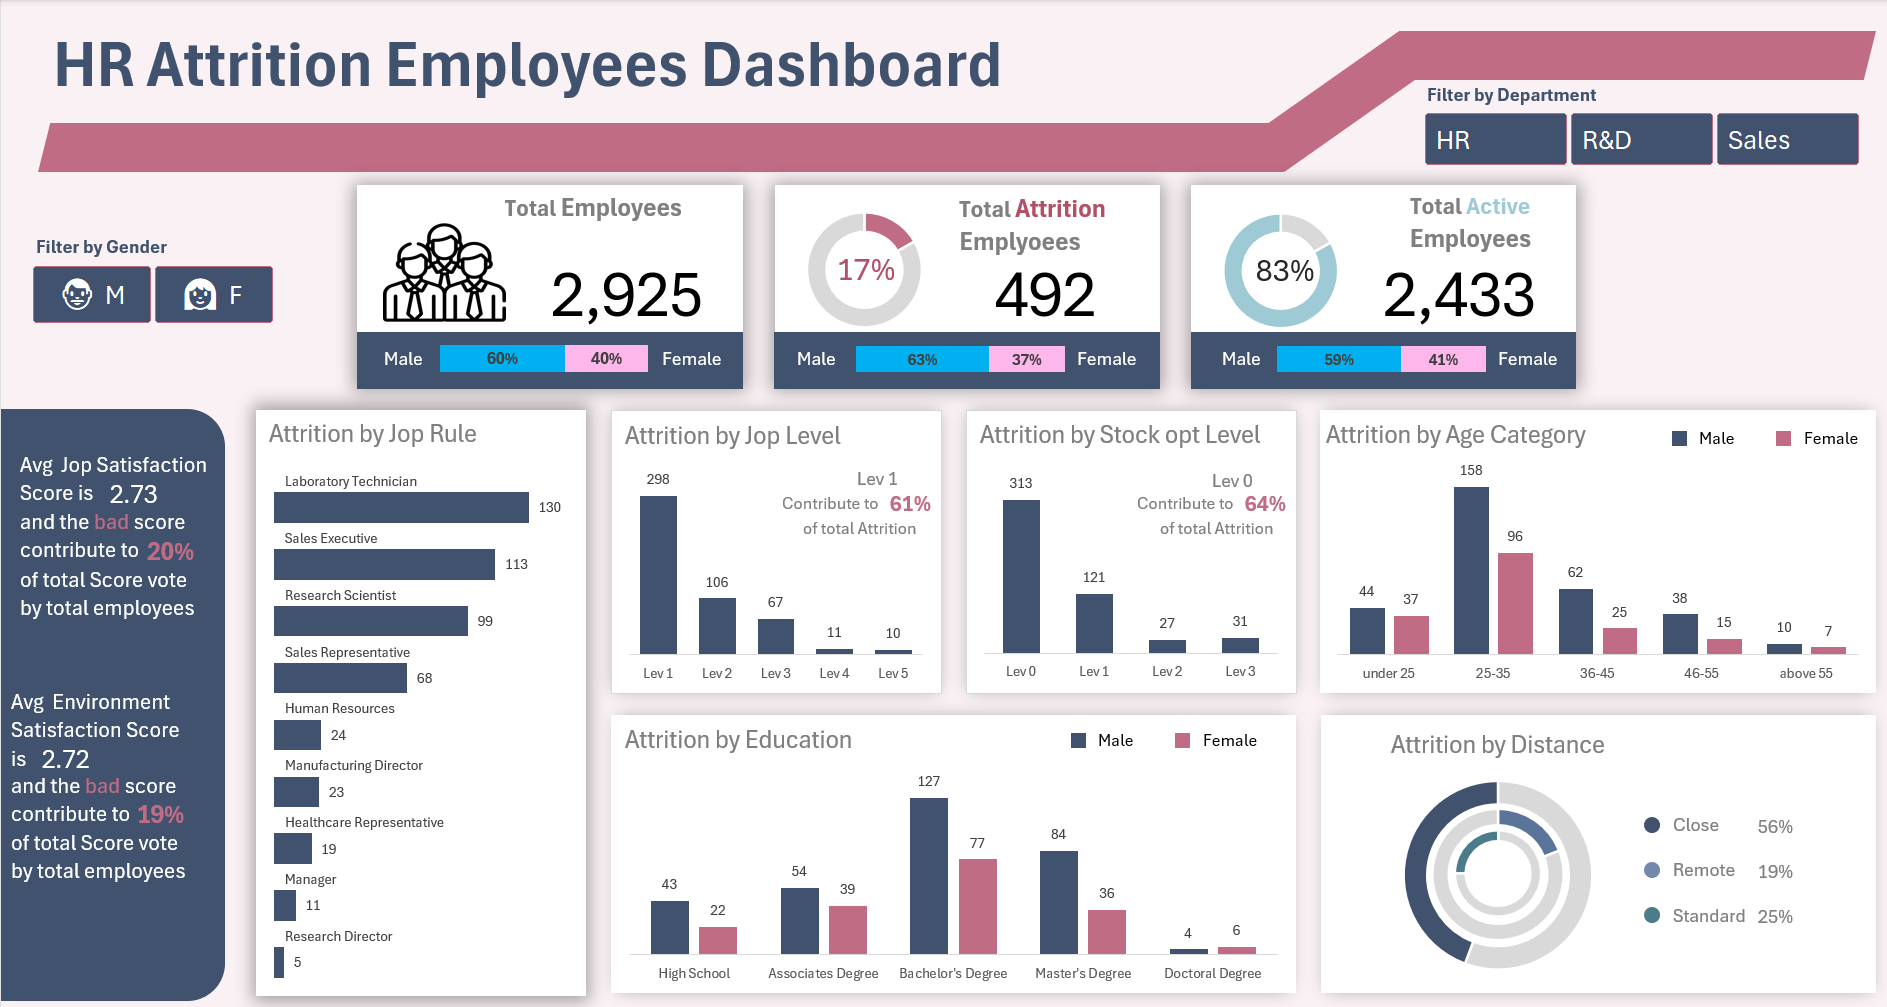 HR Attrition Employees Dashboard
Filter by Department
HR
R&D
Sales
Filter by Gender
M
F
Total Employees
2,925
Male
60%
40%
Female
Total Attrition
Emplyoees
17%
492
Male
63%
37%
Female
Total Active
Employees
83%
2,433
Male
59%
41%
Female
Avg Jop Satisfaction
Score is 2.73
and the bad score
contribute to 20%
of total Score vote
by total employees
Avg Environment
Satisfaction Score
is 2.72
and the bad score
contribute to 19%
of total Score vote
by total employees
Attrition by Jop Rule
Laboratory Technician
130
Sales Executive
113
Research Scientist
99
Sales Representative
68
Human Resources
24
Manufacturing Director
23
Healthcare Representative
19
Manager
11
Research Director
5
Attrition by Jop Level
Lev 1
Contribute to 61%
of total Attrition
298
106
67
11
10
Lev 1
Lev 2
Lev 3
Lev 4
Lev 5
Attrition by Stock opt Level
Lev 0
Contribute to 64%
of total Attrition
313
121
27
31
Lev 0
Lev 1
Lev 2
Lev 3
Attrition by Age Category
Male
Female
44
37
158
96
62
25
38
15
10
7
under 25
25-35
36-45
46-55
above 55
Attrition by Education
Male
Female
43
22
54
39
127
77
84
36
4
6
High School
Associates Degree
Bachelor's Degree
Master's Degree
Doctoral Degree
Attrition by Distance
Close 56%
Remote 19%
Standard 25%